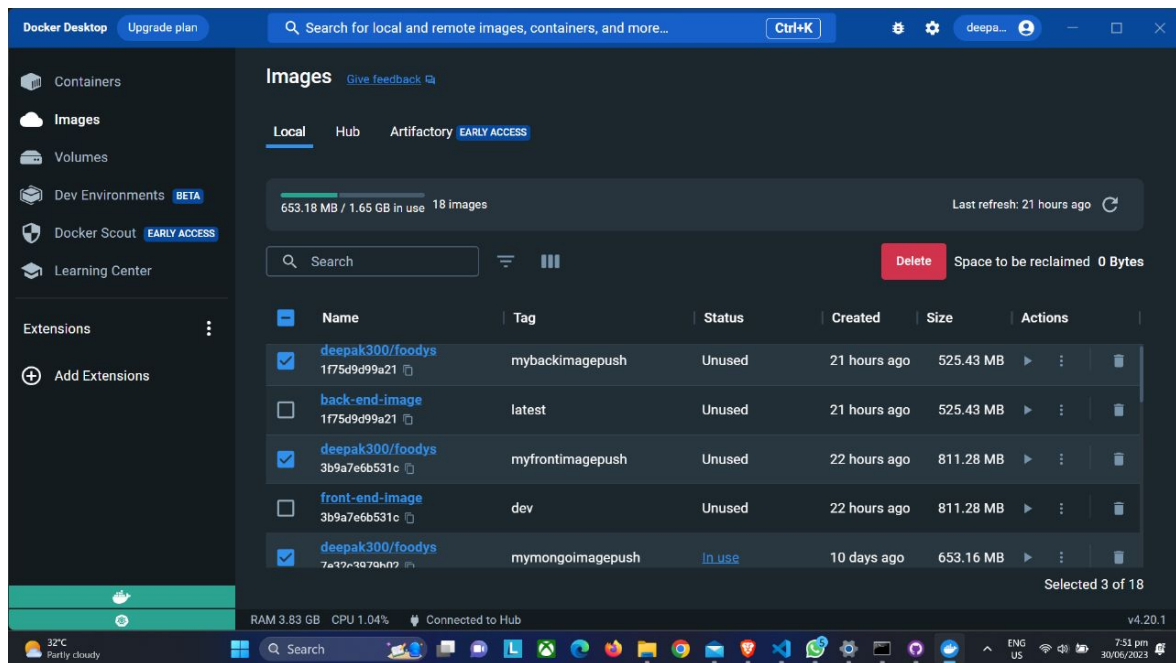 Docker Desktop Upgrade plan Search for local and remote images, containers, and more... Ctrl+K deepa...
Containers
Images
Volumes
Dev Environments BETA
Docker Scout EARLY ACCESS
Learning Center
Extensions
Add Extensions
Images Give feedback
Local Hub Artifactory EARLY ACCESS
653.18 MB / 1.65 GB in use 18 images Last refresh: 21 hours ago
Search Delete Space to be reclaimed 0 Bytes
Name Tag Status Created Size Actions
deepak300/foodys mybackimagepush Unused 21 hours ago 525.43 MB
1f75d9d99a21
back-end-image latest Unused 21 hours ago 525.43 MB
1f75d9d99a21
deepak300/foodys myfrontimagepush Unused 22 hours ago 811.28 MB
3b9a7e6b531c
front-end-image dev Unused 22 hours ago 811.28 MB
3b9a7e6b531c
deepak300/foodys mymongoimagepush In use 10 days ago 653.16 MB
7e32c3979b02
Selected 3 of 18
RAM 3.83 GB CPU 1.04% Connected to Hub v4.20.1
32°C
Partly cloudy
Search
ENG
US
7:51 pm
30/06/2023